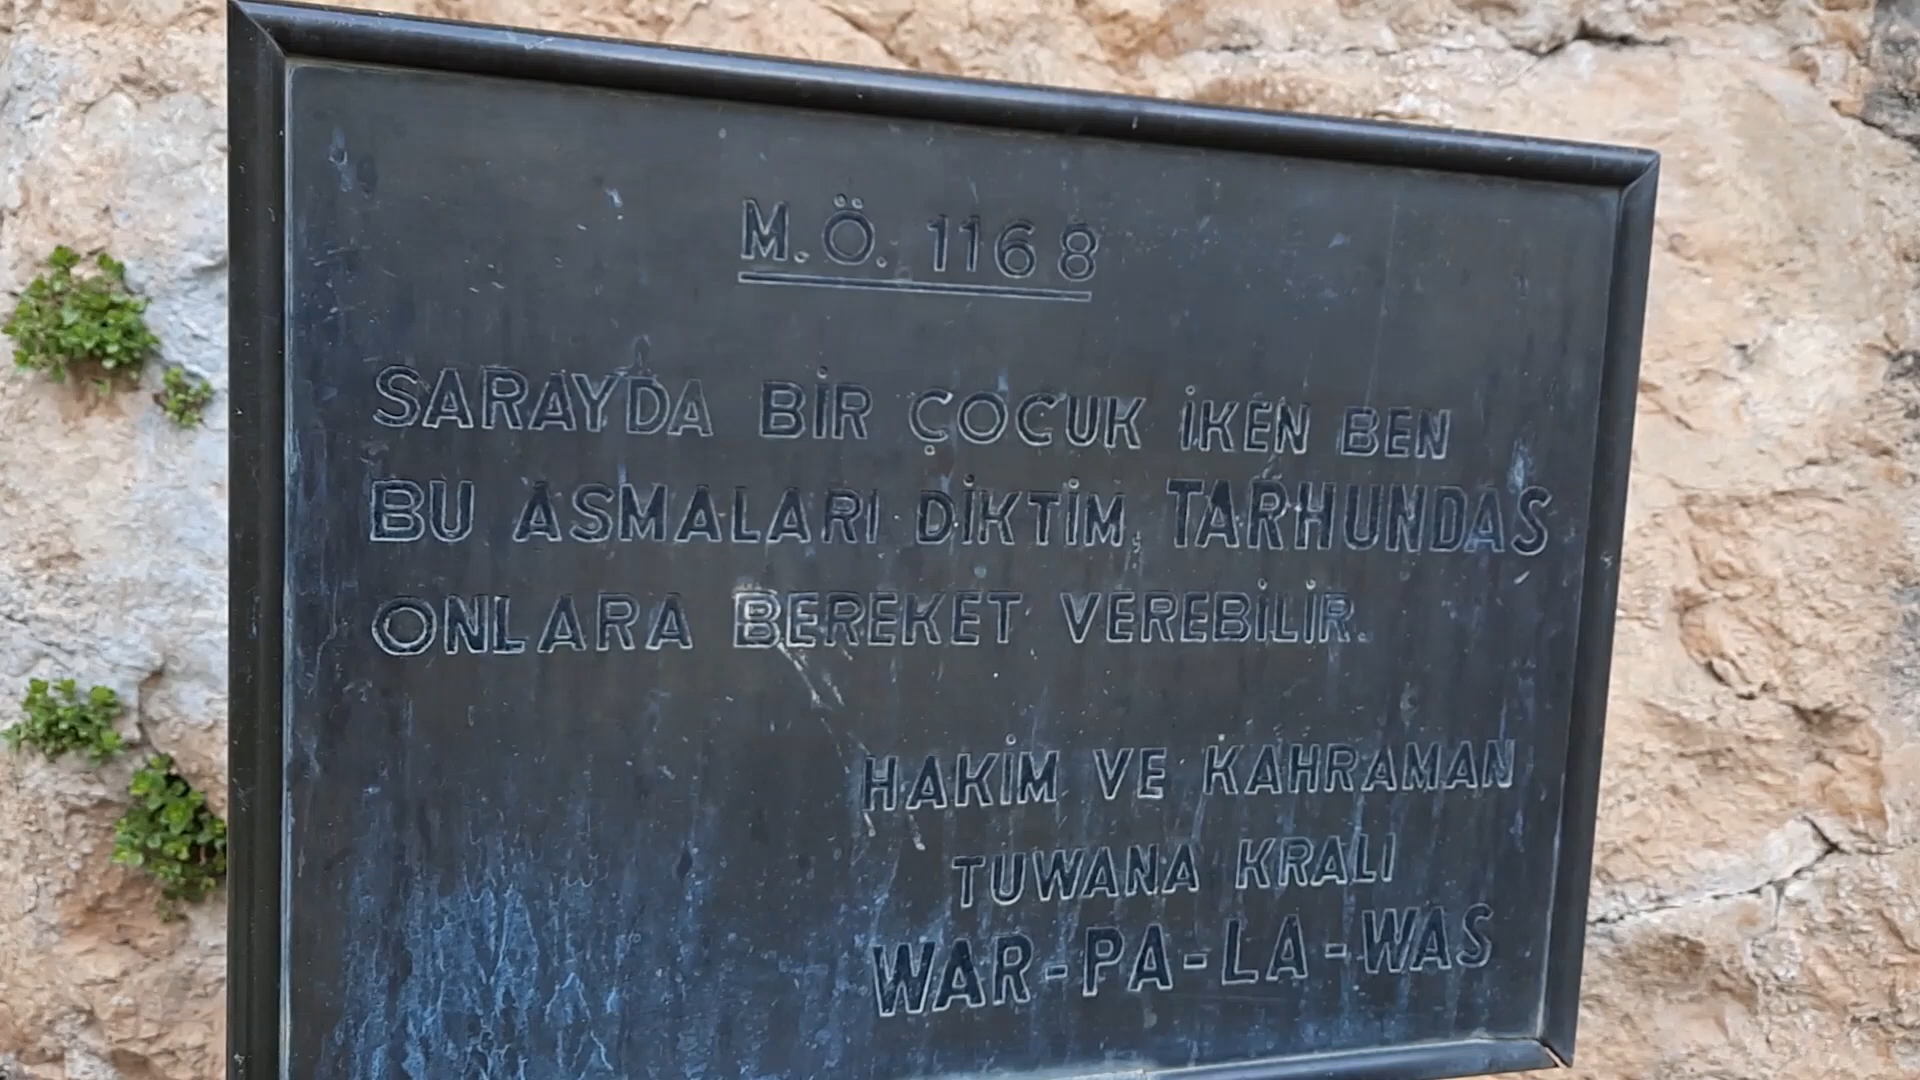 M.Ö. 1168
SARAYDA BİR ÇOCUK İKEN BEN
BU ASMALARI DİKTİM, TARHUNDAS
ONLARA BEREKET VEREBİLİR.
HAKİM VE KAHRAMAN
TUWANA KRALI
WAR-PA-LA-WAS